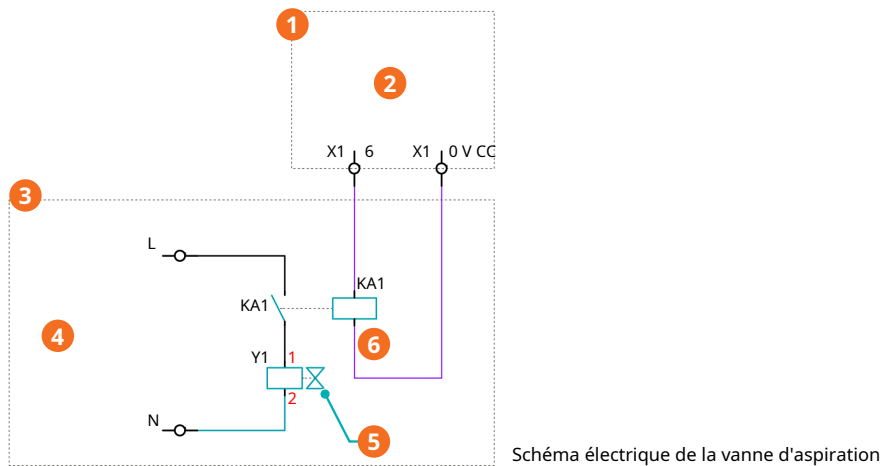 1
2
X1 6 X1 0 V CC
3
L
KA1
KA1
4
6
Y1 1
2
N
5
Schéma électrique de la vanne d'aspiration